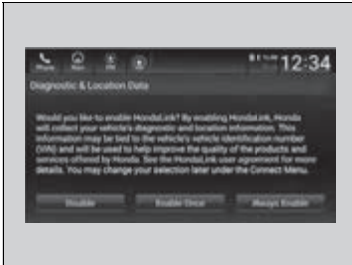 Phone
12:34
Diagnostic & Location Data
Would you like to enable HondaLink? By enabling HondaLink, Honda
will collect your vehicle's diagnostic and location information. This
information may be tied to the vehicle's vehicle identification number
(VIN) and will be used to help improve the quality of the products and
services offered by Honda. See the HondaLink user agreement for more
details. You may change your selection later under the Connect Menu.
Disable
Enable Once
Always Enable